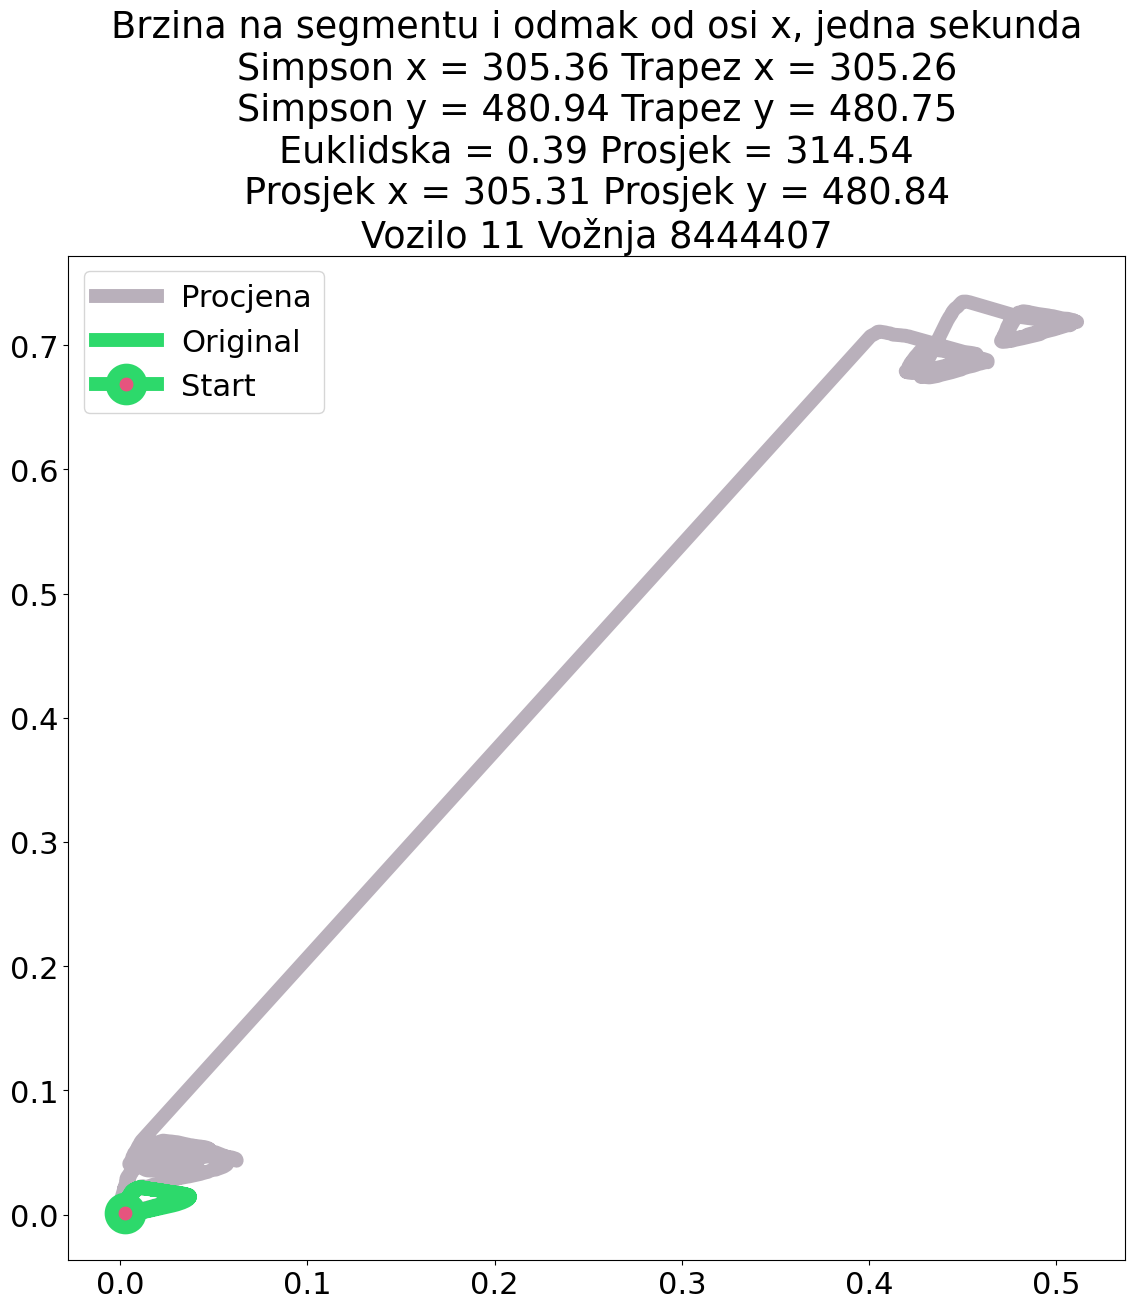 Brzina na segmentu i odmak od osi x, jedna sekunda
Simpson x = 305.36 Trapez x = 305.26
Simpson y = 480.94 Trapez y = 480.75
Euklidska = 0.39 Prosjek = 314.54
Prosjek x = 305.31 Prosjek y = 480.84
Vozilo 11 Vožnja 8444407
Procjena
Original
Start
0.7
0.6
0.5
0.4
0.3
0.2
0.1
0.0
0.0 0.1 0.2 0.3 0.4 0.5